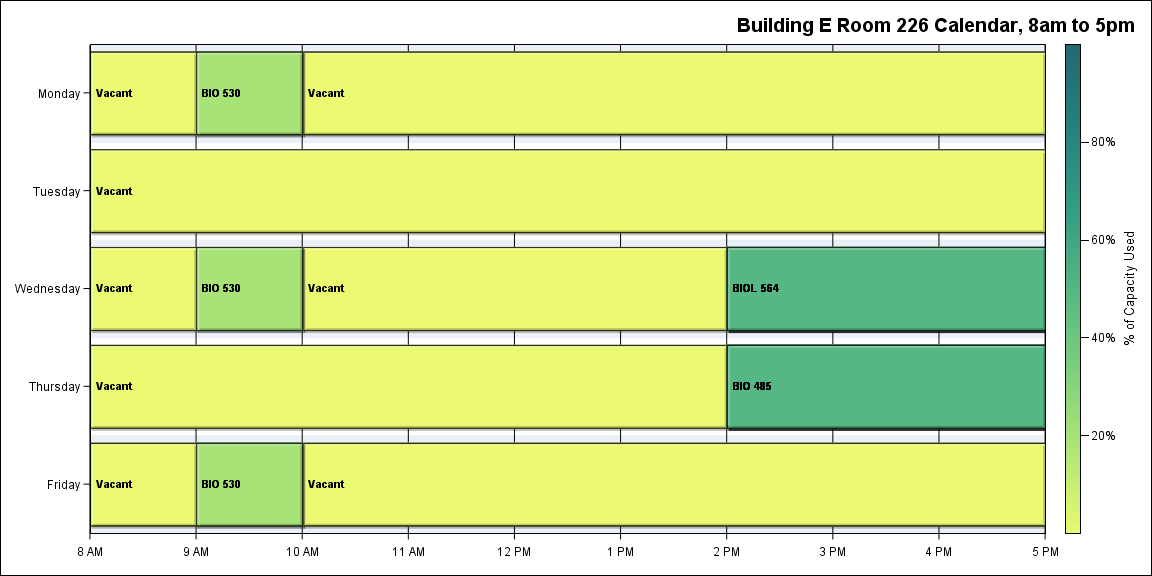 Building E Room 226 Calendar, 8am to 5pm
Monday
Vacant
BIO 530
Vacant
Tuesday
Vacant
Wednesday
Vacant
BIO 530
Vacant
BIOL 564
Thursday
Vacant
BIO 485
Friday
Vacant
BIO 530
Vacant
8 AM 9 AM 10 AM 11 AM 12 PM 1 PM 2 PM 3 PM 4 PM 5 PM
80%
60%
40%
20%
% of Capacity Used